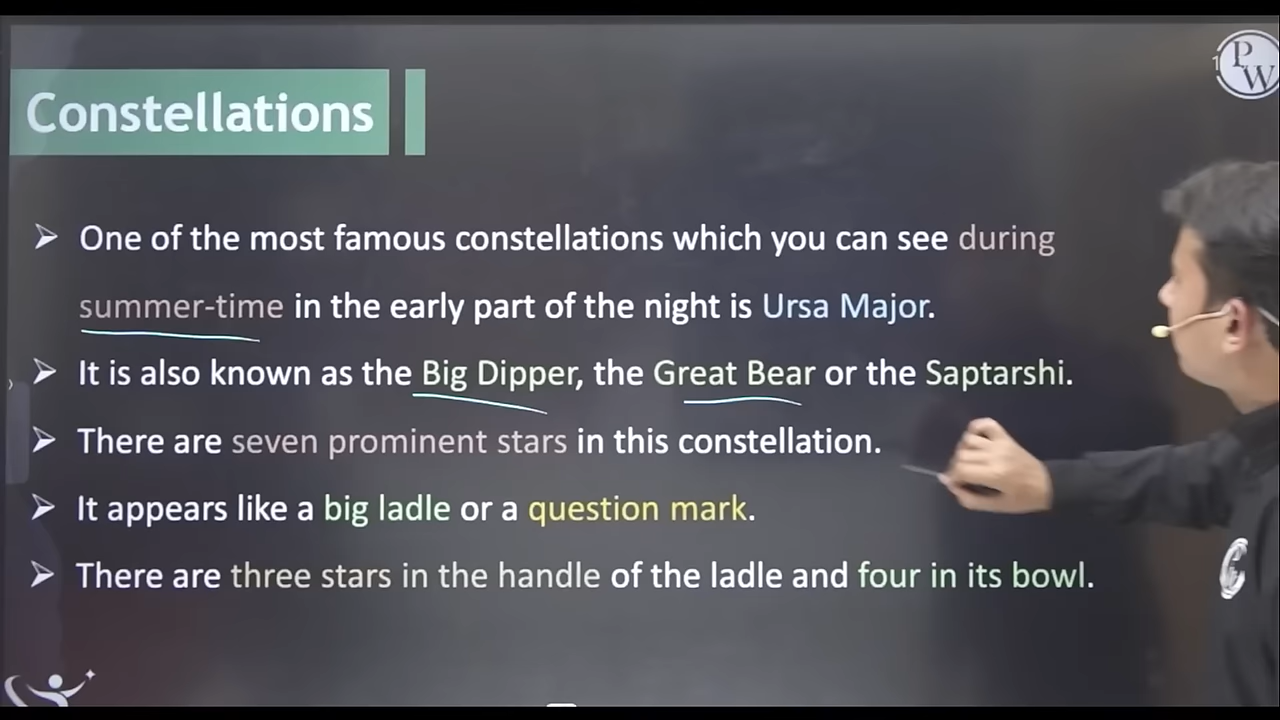 PW
Constellations
➢ One of the most famous constellations which you can see during
summer-time in the early part of the night is Ursa Major.
➢ It is also known as the Big Dipper, the Great Bear or the Saptarshi.
➢ There are seven prominent stars in this constellation.
➢ It appears like a big ladle or a question mark.
➢ There are three stars in the handle of the ladle and four in its bowl.